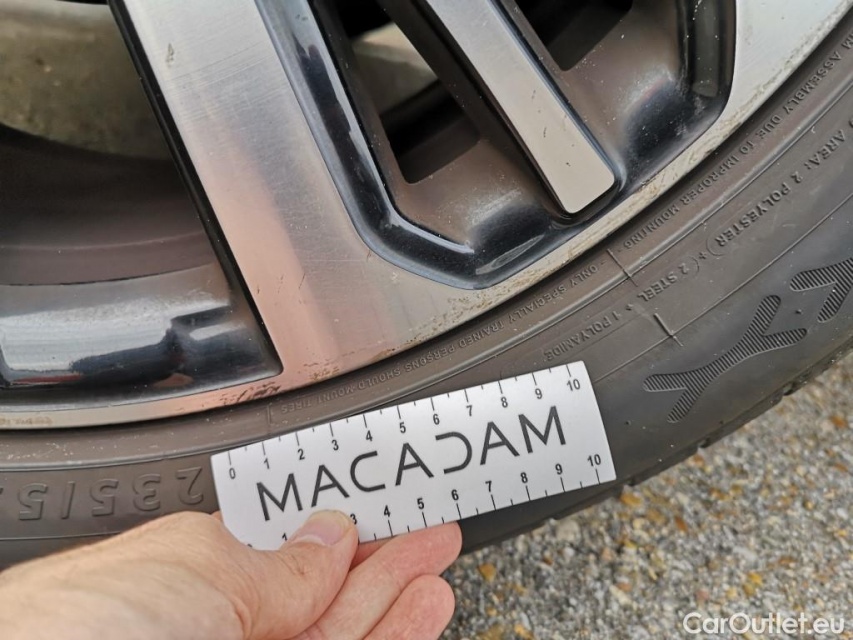 M ASSEMBLY DUE TO IMPROPER MOUNTING
ONLY SPECIALLY TRAINED PERSONS SHOULD MOUNT TIRES
AREA: 2 POLYESTER + (2 STEEL + 1 POLYAMIDE
0 1 2 3 4 5 6 7 8 9 10
MACADAM
1 3 4 5 6 7 8 9 10
235/5
CarOutlet.eu